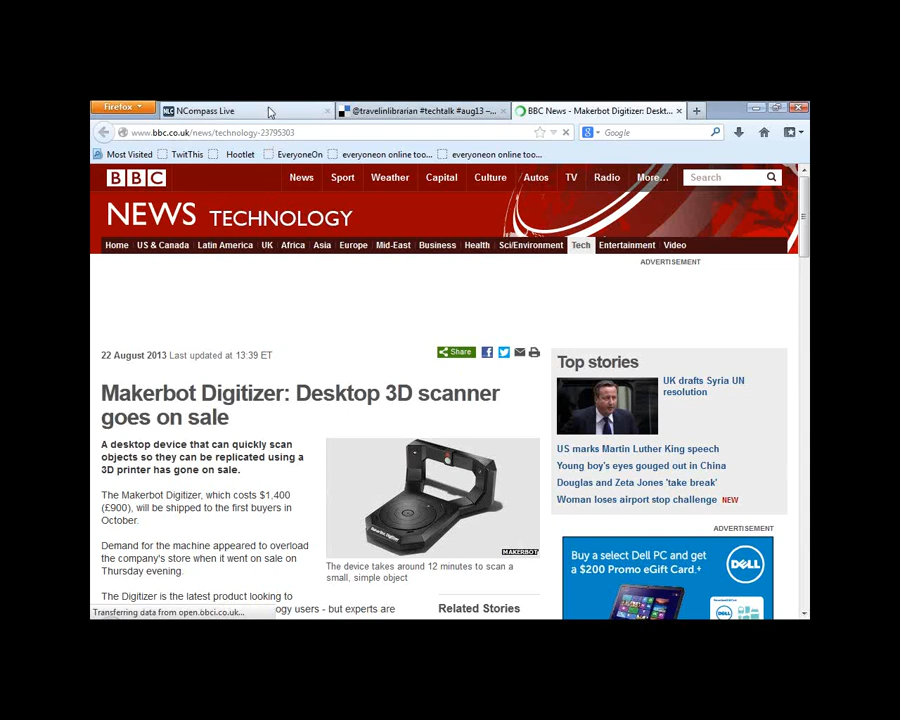 Firefox
NLC NCompass Live
@travelinlibrarian #techtalk #aug13 –...
BBC News - Makerbot Digitizer: Deskt...
www.bbc.co.uk/news/technology-23795303
Google
Most Visited TwitThis Hootlet EveryoneOn everyoneon online too... everyoneon online too...
BBC News Sport Weather Capital Culture Autos TV Radio More... Search
NEWS TECHNOLOGY
Home US & Canada Latin America UK Africa Asia Europe Mid-East Business Health Sci/Environment Tech Entertainment Video
ADVERTISEMENT
22 August 2013 Last updated at 13:39 ET
Share
Makerbot Digitizer: Desktop 3D scanner
goes on sale
A desktop device that can quickly scan
objects so they can be replicated using a
3D printer has gone on sale.
The Makerbot Digitizer, which costs $1,400
(£900), will be shipped to the first buyers in
October.
Demand for the machine appeared to overload
the company's store when it went on sale on
Thursday evening.
The Digitizer is the latest product looking to
ogy users - but experts are
MakerBot Digitizer
MAKERBOT
The device takes around 12 minutes to scan a
small, simple object
Related Stories
Top stories
UK drafts Syria UN
resolution
US marks Martin Luther King speech
Young boy's eyes gouged out in China
Douglas and Zeta Jones 'take break'
Woman loses airport stop challenge NEW
ADVERTISEMENT
Buy a select Dell PC and get
a $200 Promo eGift Card.+
DELL
DELL
Transferring data from open.bbci.co.uk...